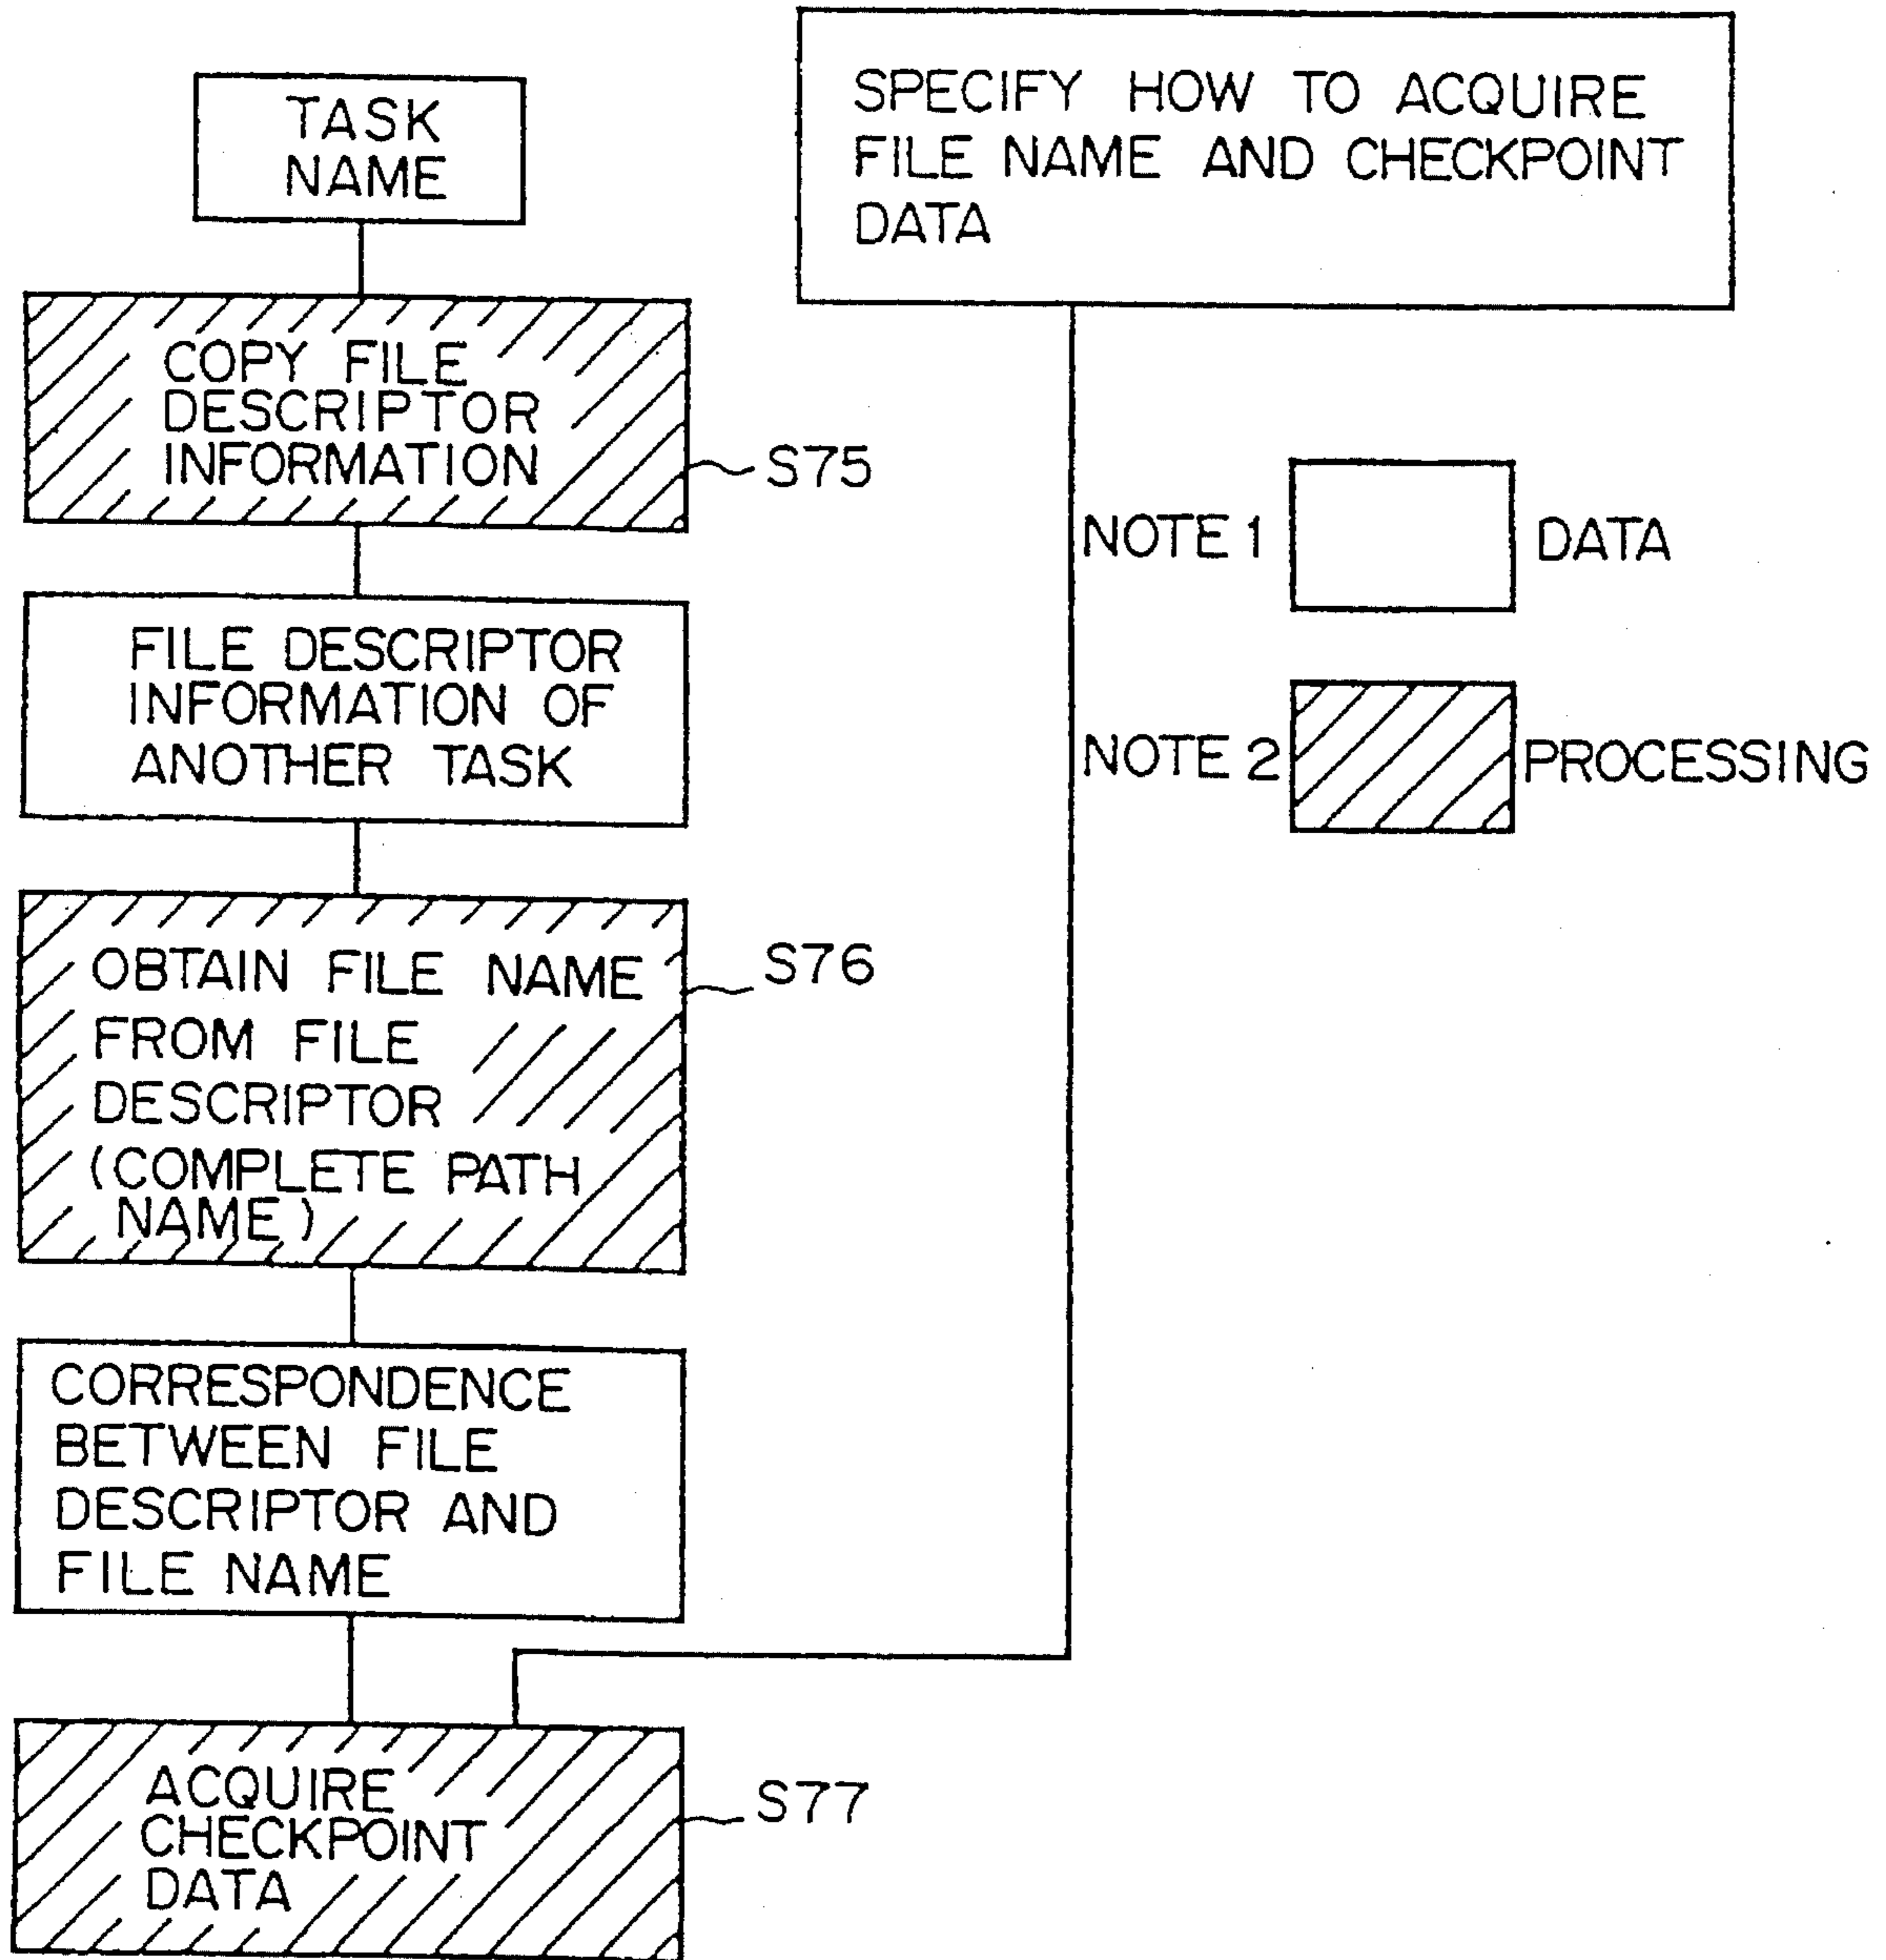 TASK
NAME
SPECIFY HOW TO ACQUIRE
FILE NAME AND CHECKPOINT
DATA
COPY FILE
DESCRIPTOR
INFORMATION
S75
NOTE 1
DATA
FILE DESCRIPTOR
INFORMATION OF
ANOTHER TASK
NOTE 2
PROCESSING
OBTAIN FILE NAME
FROM FILE
DESCRIPTOR
(COMPLETE PATH
NAME)
S76
CORRESPONDENCE
BETWEEN FILE
DESCRIPTOR AND
FILE NAME
ACQUIRE
CHECKPOINT
DATA
S77